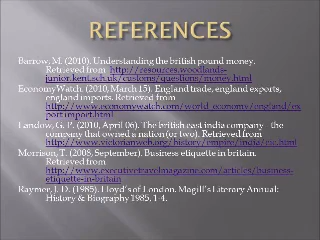 REFERENCES
Barrow, M. (2010). Understanding the british pound money.
Retrieved from http://resources.woodlands-
junior.kent.sch.uk/customs/questions/money.html
EconomyWatch. (2010, March 15). England trade, england exports,
england imports. Retrieved from
http://www.economywatch.com/world_economy/england/ex
port-import.html
Landow, G. P. (2010, April 06). The british east india company—the
company that owned a nation (or two). Retrieved from
http://www.victorianweb.org/history/empire/india/eic.html
Morrison, T. (2008, September). Business etiquette in britain.
Retrieved from
http://www.executivetravelmagazine.com/articles/business-
etiquette-in-britain
Raymer, J. D. (1985). Lloyd's of London. Magill's Literary Annual:
History & Biography 1985, 1-4.